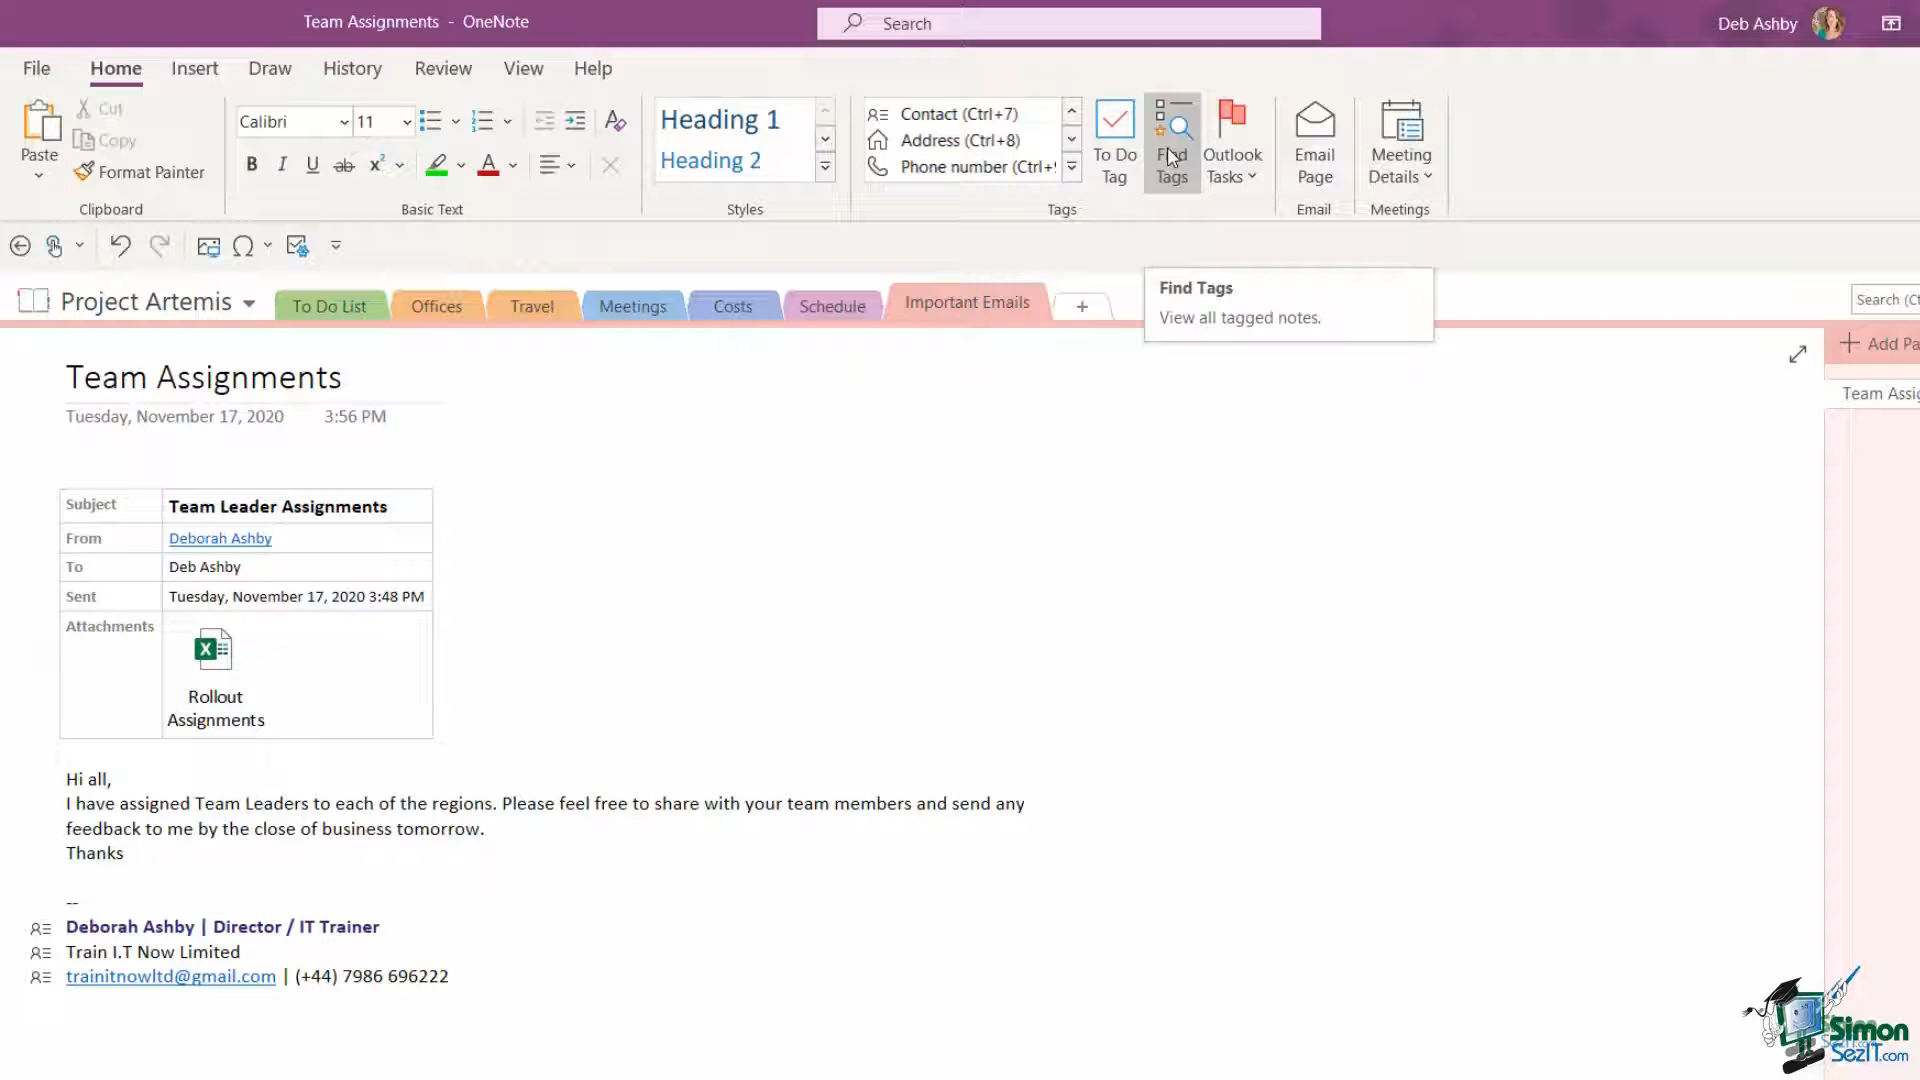 Team Assignments - OneNote
Search
Deb Ashby
File Home Insert Draw History Review View Help
Paste
Cut
Copy
Format Painter
Clipboard
Calibri 11
B I U ab x²
Basic Text
Heading 1
Heading 2
Styles
Contact (Ctrl+7)
Address (Ctrl+8)
Phone number (Ctrl+9
To Do
Tag
Find
Tags
Outlook
Tasks
Tags
Email
Page
Email
Meeting
Details
Meetings
Find Tags
View all tagged notes.
Project Artemis
To Do List Offices Travel Meetings Costs Schedule Important Emails +
Search (Ct
Add Pa
Team Assig
Team Assignments
Tuesday, November 17, 2020 3:56 PM
Subject Team Leader Assignments
From Deborah Ashby
To Deb Ashby
Sent Tuesday, November 17, 2020 3:48 PM
Attachments
Rollout
Assignments
Hi all,
I have assigned Team Leaders to each of the regions. Please feel free to share with your team members and send any
feedback to me by the close of business tomorrow.
Thanks
--
Deborah Ashby | Director / IT Trainer
Train I.T Now Limited
trainitnowltd@gmail.com | (+44) 7986 696222
Simon
SezIT.com